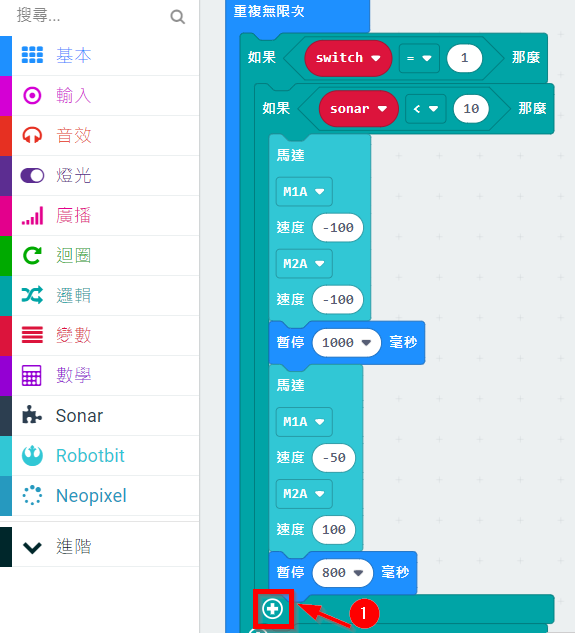 搜尋...
基本
輸入
音效
燈光
廣播
迴圈
邏輯
變數
數學
Sonar
Robotbit
Neopixel
進階
重複無限次
如果 switch = 1 那麼
如果 sonar < 10 那麼
馬達
M1A
速度 -100
M2A
速度 -100
暫停 1000 毫秒
馬達
M1A
速度 -50
M2A
速度 100
暫停 800 毫秒
1